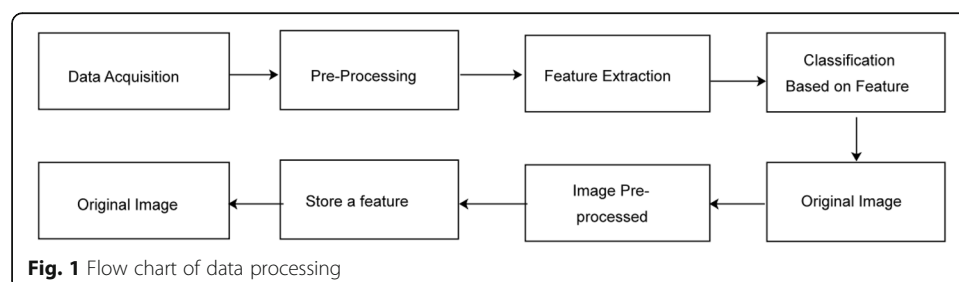 Data Acquisition
Pre-Processing
Feature Extraction
Classification
Based on Feature
Original Image
Image Pre-
processed
Store a feature
Original Image
Fig. 1 Flow chart of data processing